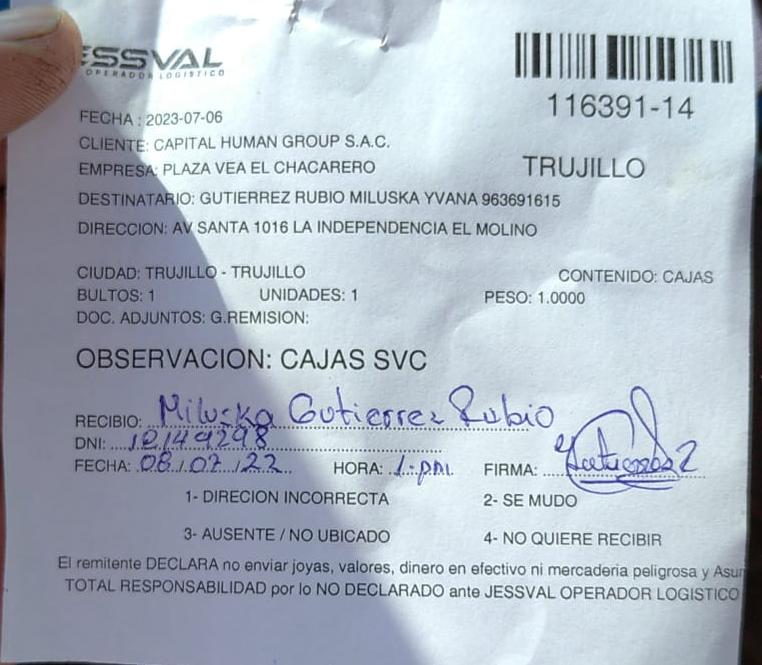 ESSVAL
OPERADOR LOGISTICO
116391-14
FECHA : 2023-07-06
CLIENTE: CAPITAL HUMAN GROUP S.A.C.
EMPRESA: PLAZA VEA EL CHACARERO
TRUJILLO
DESTINATARIO: GUTIERREZ RUBIO MILUSKA YVANA 963691615
DIRECCION: AV SANTA 1016 LA INDEPENDENCIA EL MOLINO
CIUDAD: TRUJILLO - TRUJILLO CONTENIDO: CAJAS
BULTOS: 1 UNIDADES: 1 PESO: 1.0000
DOC. ADJUNTOS: G.REMISION:
OBSERVACION: CAJAS SVC
RECIBIO: Miluska Gutierrez Rubio
DNI:
FECHA: 08/07/22 HORA: 1:pm FIRMA:
1- DIRECION INCORRECTA 2- SE MUDO
3- AUSENTE / NO UBICADO 4- NO QUIERE RECIBIR
El remitente DECLARA no enviar joyas, valores, dinero en efectivo ni mercaderia peligrosa y Asum
TOTAL RESPONSABILIDAD por lo NO DECLARADO ante JESSVAL OPERADOR LOGISTICO